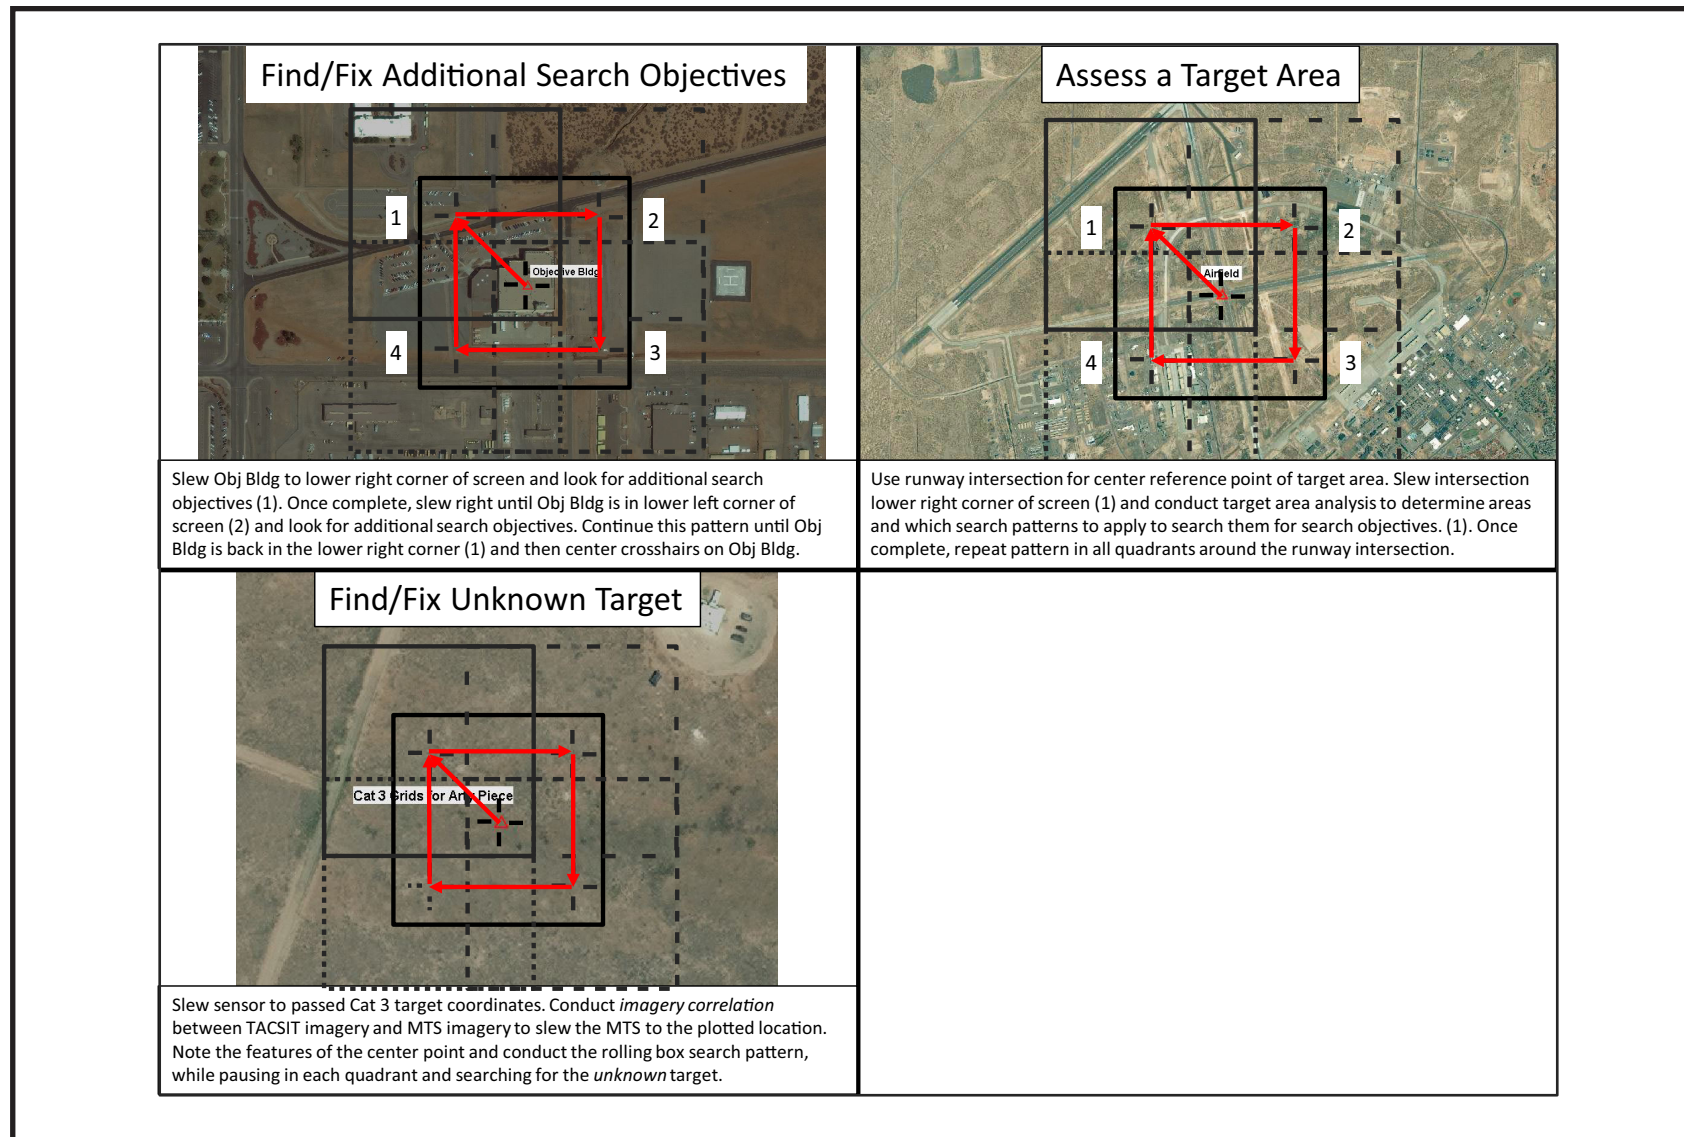 Find/Fix Additional Search Objectives
1
2
Objective Bldg
4
3
Slew Obj Bldg to lower right corner of screen and look for additional search
objectives (1). Once complete, slew right until Obj Bldg is in lower left corner of
screen (2) and look for additional search objectives. Continue this pattern until Obj
Bldg is back in the lower right corner (1) and then center crosshairs on Obj Bldg.
Assess a Target Area
1
2
Airfield
4
3
Use runway intersection for center reference point of target area. Slew intersection
lower right corner of screen (1) and conduct target area analysis to determine areas
and which search patterns to apply to search them for search objectives. (1). Once
complete, repeat pattern in all quadrants around the runway intersection.
Find/Fix Unknown Target
Cat 3 Grids for Arty Piece
Slew sensor to passed Cat 3 target coordinates. Conduct imagery correlation
between TACSIT imagery and MTS imagery to slew the MTS to the plotted location.
Note the features of the center point and conduct the rolling box search pattern,
while pausing in each quadrant and searching for the unknown target.